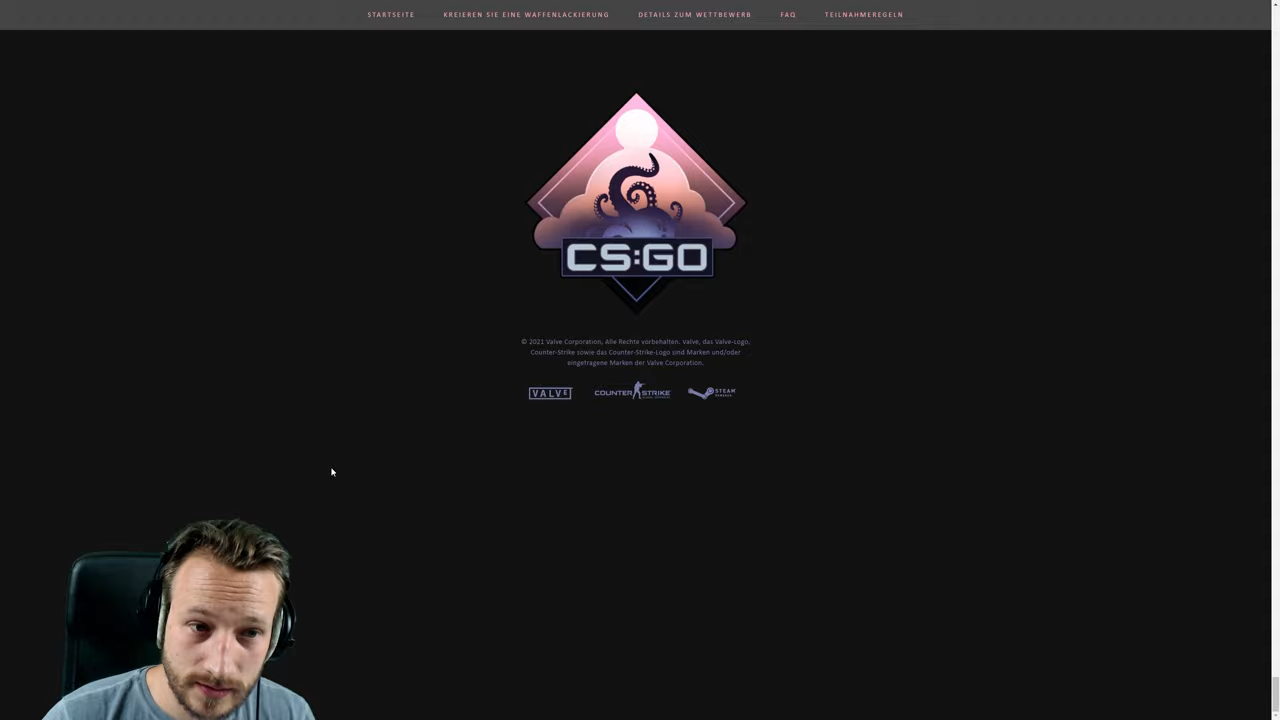 STARTSEITE KREIEREN SIE EINE WAFFENLACKIERUNG DETAILS ZUM WETTBEWERB FAQ TEILNAHMEREGELN
CS:GO
© 2021 Valve Corporation, Alle Rechte vorbehalten. Valve, das Valve-Logo,
Counter-Strike sowie das Counter-Strike-Logo sind Marken und/oder
eingetragene Marken der Valve Corporation.
VALVE COUNTER STRIKE STEAM